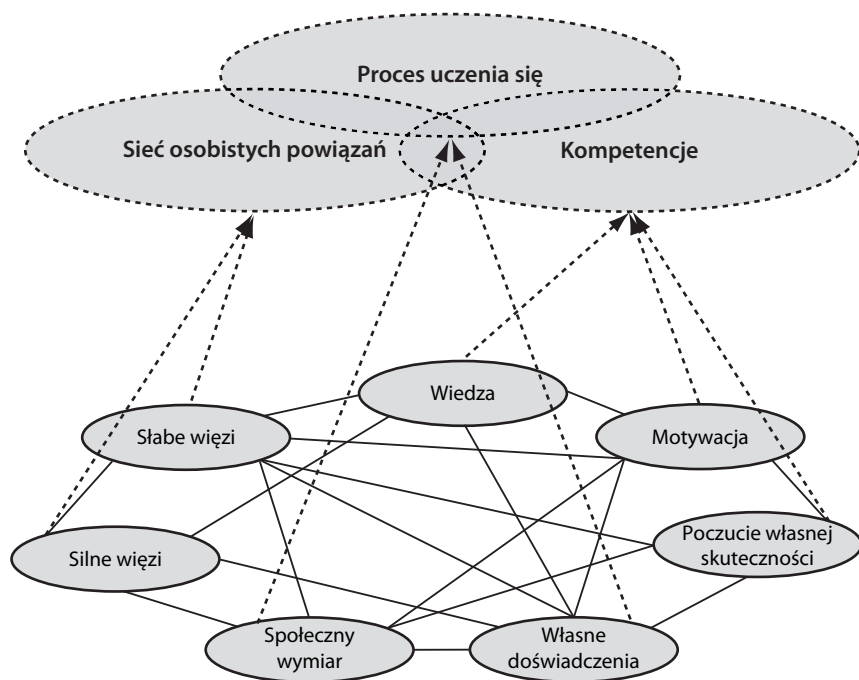 Proces uczenia się
Sieć osobistych powiązań
Kompetencje
Wiedza
Słabe więzi
Motywacja
Silne więzi
Poczucie własnej
skuteczności
Społeczny
wymiar
Własne
doświadczenia